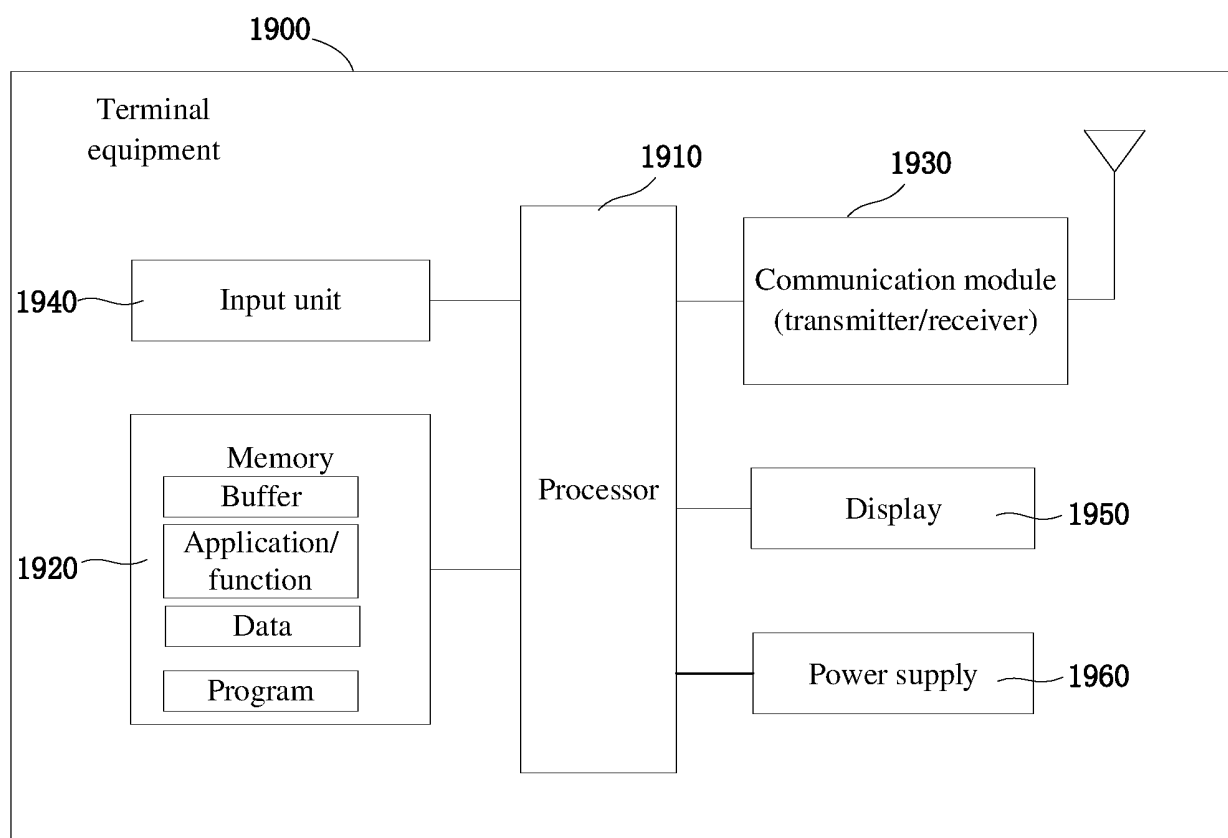 1900
Terminal
equipment
1910
1930
1940
Input unit
Communication module
(transmitter/receiver)
Memory
Buffer
Application/
function
Data
Program
1920
Processor
Display
1950
Power supply
1960